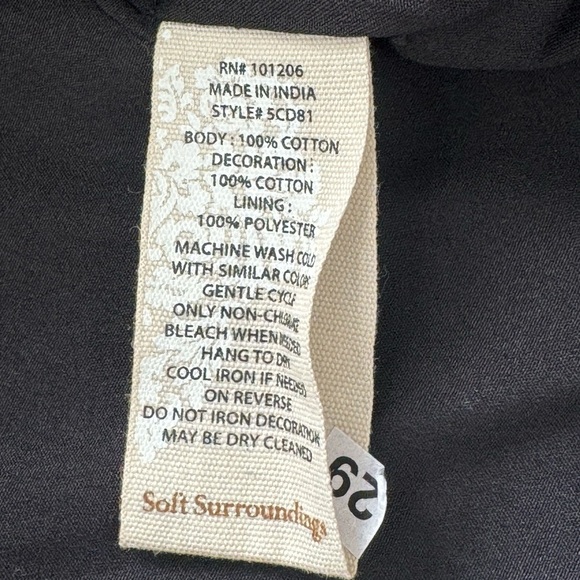 RN# 101206
MADE IN INDIA
STYLE# 5CD81
BODY : 100% COTTON
DECORATION :
100% COTTON
LINING :
100% POLYESTER
MACHINE WASH COLD
WITH SIMILAR COLORS
GENTLE CYCLE
ONLY NON-CHLORINE
BLEACH WHEN NEEDED
HANG TO DRY
COOL IRON IF NEEDED
ON REVERSE
DO NOT IRON DECORATION
MAY BE DRY CLEANED
Soft Surroundings
29